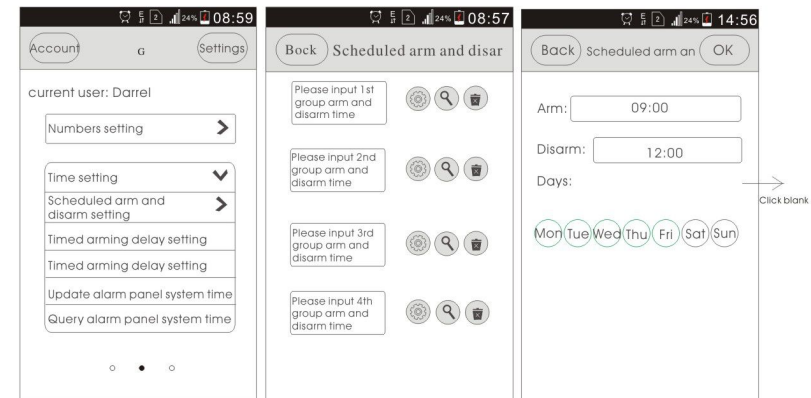 24% 08:59
Account G Settings
current user: Darrel
Numbers setting
Time setting
Scheduled arm and
disarm setting
Timed arming delay setting
Timed arming delay setting
Update alarm panel system time
Query alarm panel system time
E 2 24% 08:57
Bock Scheduled arm and disar
Please input 1st
group arm and
disarm time
Please input 2nd
group arm and
disarm time
Please input 3rd
group arm and
disarm time
Please input 4th
group arm and
disarm time
E 2 24% 14:56
Back Scheduled arm an OK
Arm: 09:00
Disarm: 12:00
Days:
Click blank
Mon Tue Wed Thu Fri Sat Sun